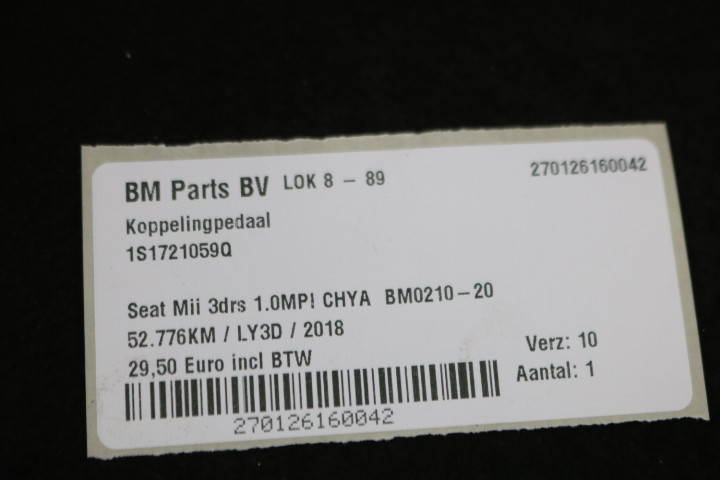 BM Parts BV LOK 8 - 89 270126160042
Koppelingpedaal
1S1721059Q
Seat Mii 3drs 1.0MP! CHYA BM0210-20
52.776KM / LY3D / 2018
29,50 Euro incl BTW
Verz: 10
Aantal: 1
270126160042